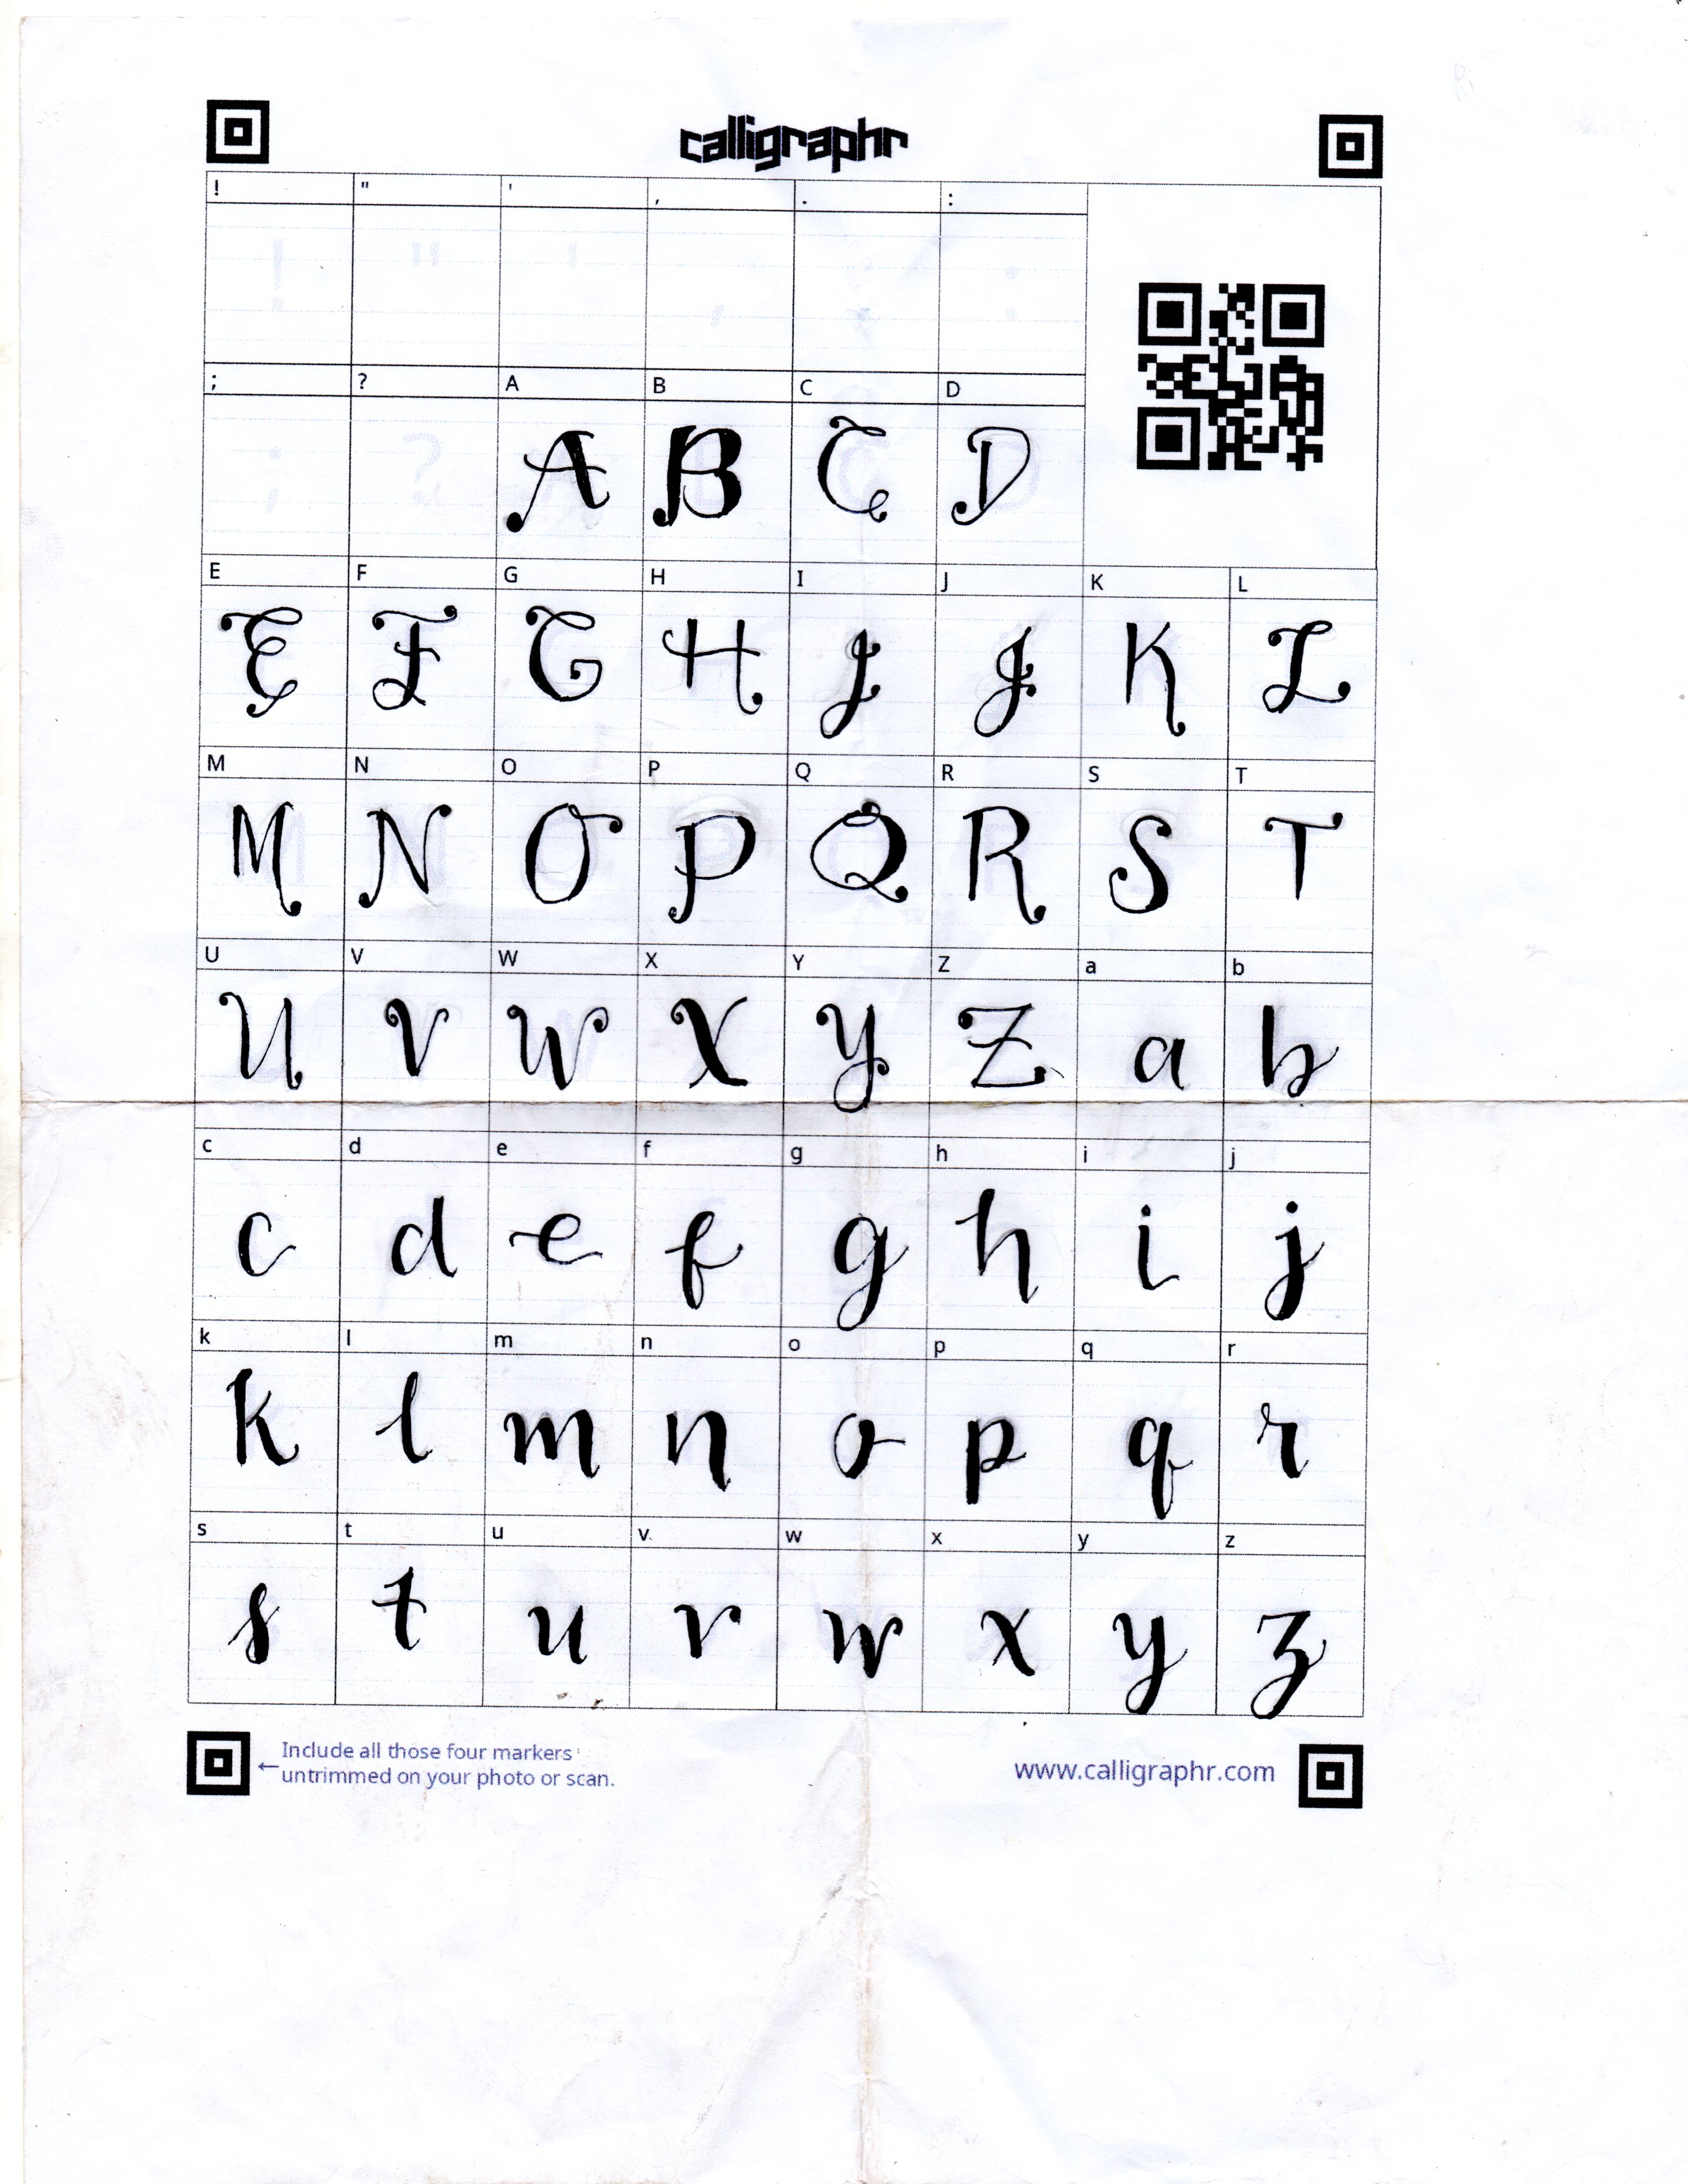 calligraphr
! " ' , . :
! " ' , . :
; ? A B C D
; ? A B C D
E F G H I J K L
E F G H I J K L
M N O P Q R S T
M N O P Q R S T
U V W X Y Z a b
U V W X Y Z a b
c d e f g h i j
c d e f g h i j
k l m n o p q r
k l m n o p q r
s t u v w x y z
s t u v w x y z
←Include all those four markers
untrimmed on your photo or scan.
www.calligraphr.com